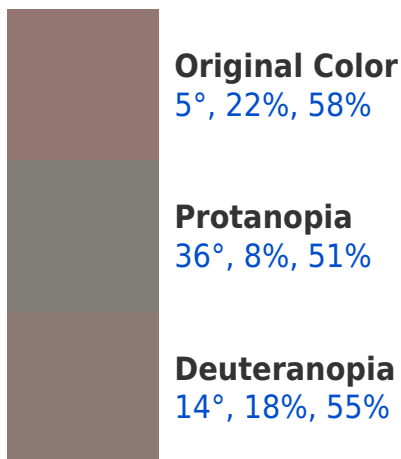 Original Color
5°, 22%, 58%
Protanopia
36°, 8%, 51%
Deuteranopia
14°, 18%, 55%